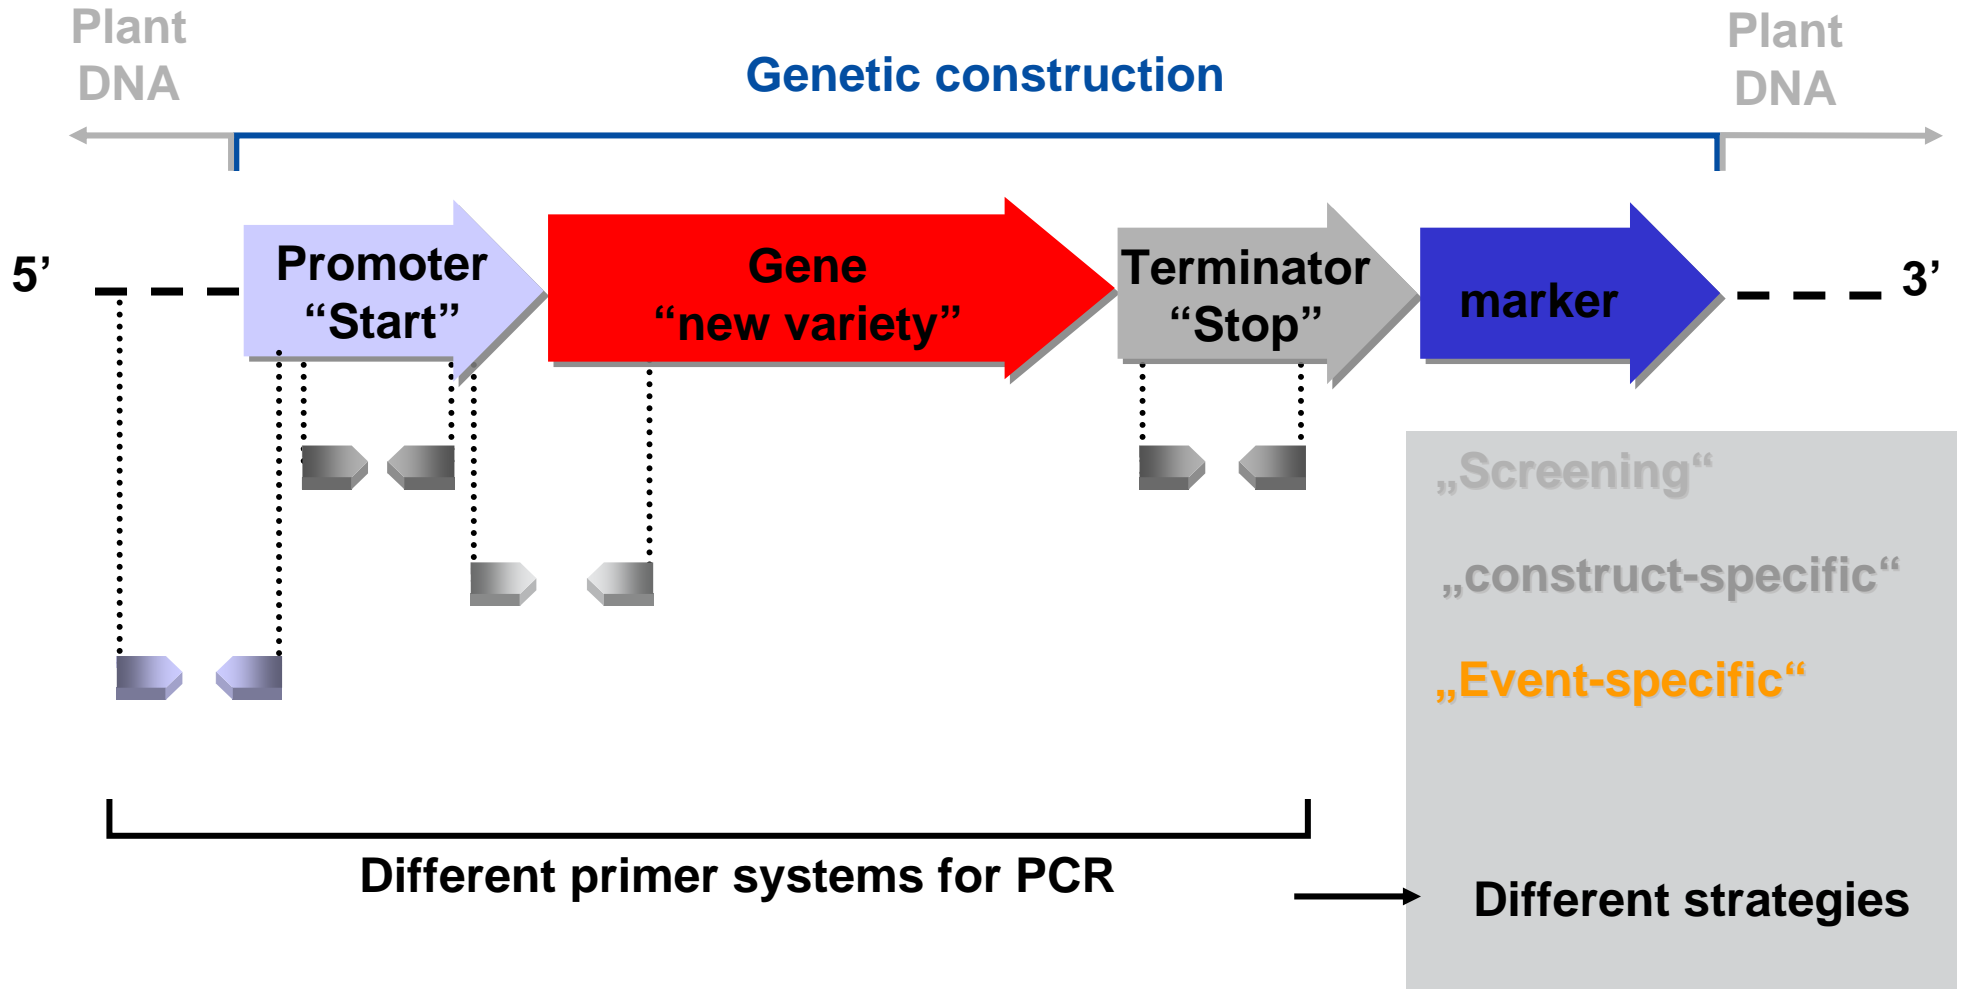 Plant
DNA
Genetic construction
Plant
DNA
5’
Promoter
“Start”
Gene
“new variety”
Terminator
“Stop”
marker
3’
„Screening“
„construct-specific“
„Event-specific“
Different primer systems for PCR
Different strategies